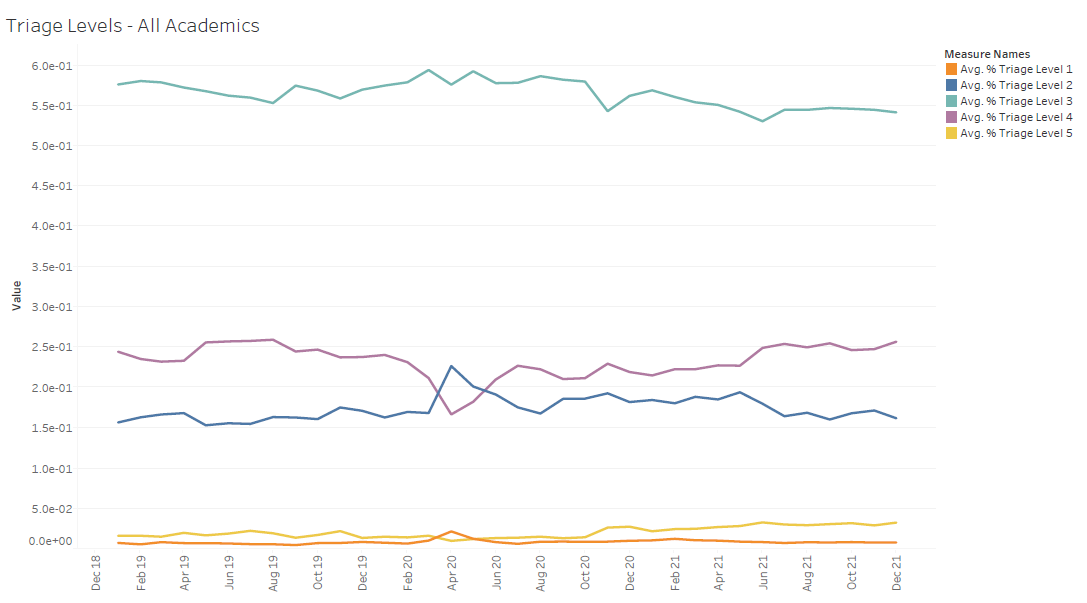 Triage Levels - All Academics
Measure Names
Avg. % Triage Level 1
Avg. % Triage Level 2
Avg. % Triage Level 3
Avg. % Triage Level 4
Avg. % Triage Level 5
Value
6.0e-01
5.5e-01
5.0e-01
4.5e-01
4.0e-01
3.5e-01
3.0e-01
2.5e-01
2.0e-01
1.5e-01
1.0e-01
5.0e-02
0.0e+00
Dec 18
Feb 19
Apr 19
Jun 19
Aug 19
Oct 19
Dec 19
Feb 20
Apr 20
Jun 20
Aug 20
Oct 20
Dec 20
Feb 21
Apr 21
Jun 21
Aug 21
Oct 21
Dec 21